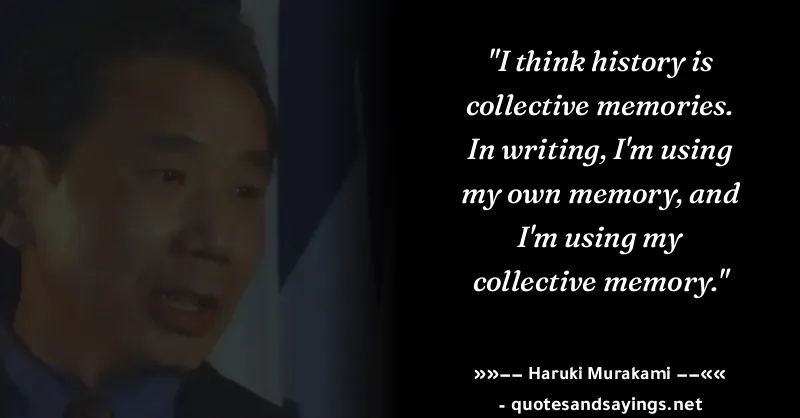 "I think history is
collective memories.
In writing, I'm using
my own memory, and
I'm using my
collective memory."
»»–– Haruki Murakami ––««
- quotesandsayings.net